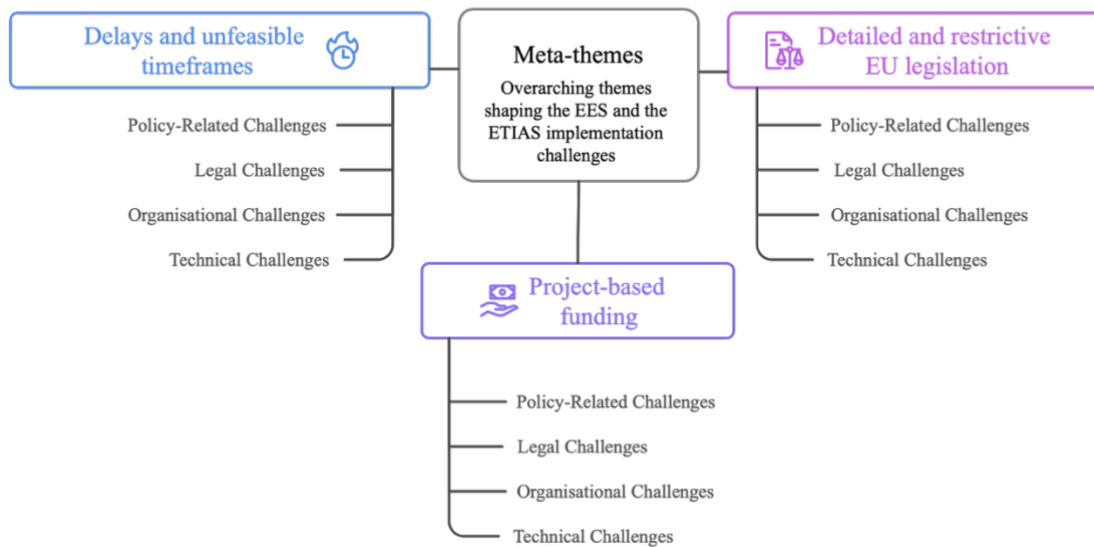 Delays and unfeasible
timeframes
Policy-Related Challenges
Legal Challenges
Organisational Challenges
Technical Challenges
Meta-themes
Overarching themes
shaping the EES and the
ETIAS implementation
challenges
Detailed and restrictive
EU legislation
Policy-Related Challenges
Legal Challenges
Organisational Challenges
Technical Challenges
Project-based
funding
Policy-Related Challenges
Legal Challenges
Organisational Challenges
Technical Challenges